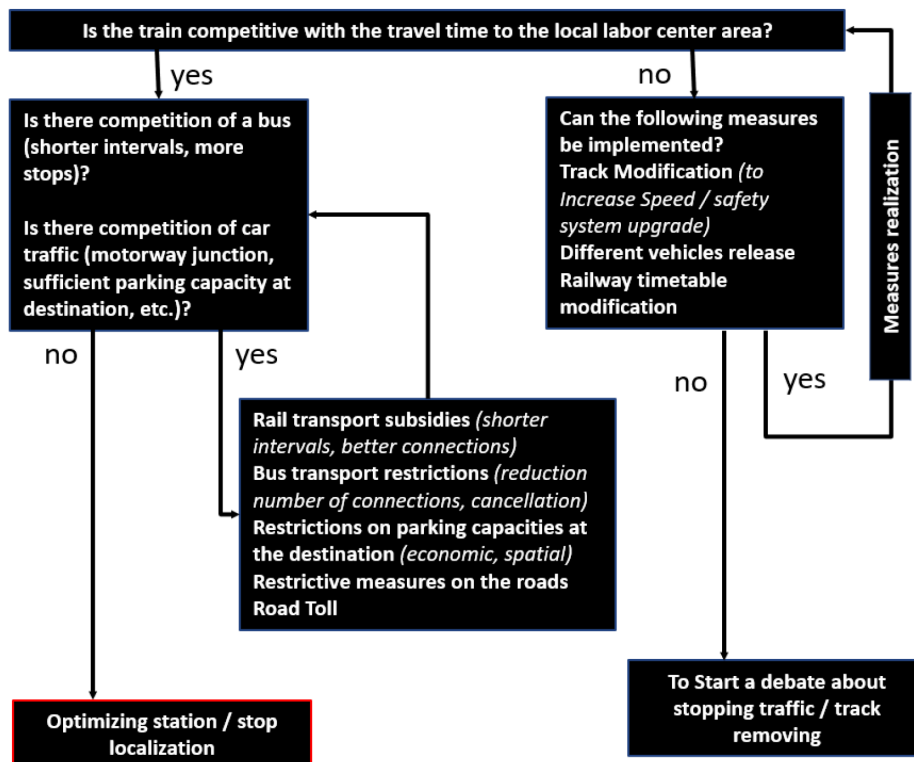 Is the train competitive with the travel time to the local labor center area?
yes
no
Is there competition of a bus
(shorter intervals, more
stops)?
Is there competition of car
traffic (motorway junction,
sufficient parking capacity at
destination, etc.)?
Can the following measures
be implemented?
Track Modification (to
Increase Speed / safety
system upgrade)
Different vehicles release
Railway timetable
modification
Measures realization
no
yes
no
yes
Rail transport subsidies (shorter
intervals, better connections)
Bus transport restrictions (reduction
number of connections, cancellation)
Restrictions on parking capacities at
the destination (economic, spatial)
Restrictive measures on the roads
Road Toll
Optimizing station / stop
localization
To Start a debate about
stopping traffic / track
removing